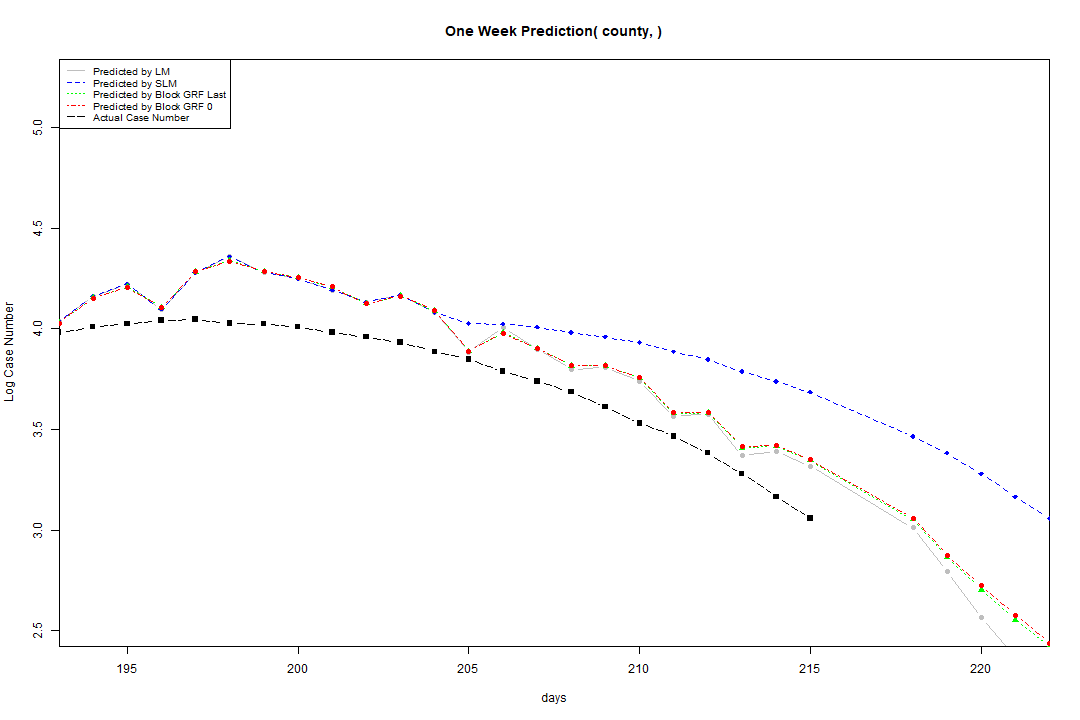 One Week Prediction( county, )
Predicted by LM
Predicted by SLM
Predicted by Block GRF Last
Predicted by Block GRF 0
Actual Case Number
5.0
4.5
4.0
3.5
3.0
2.5
Log Case Number
195 200 205 210 215 220
days